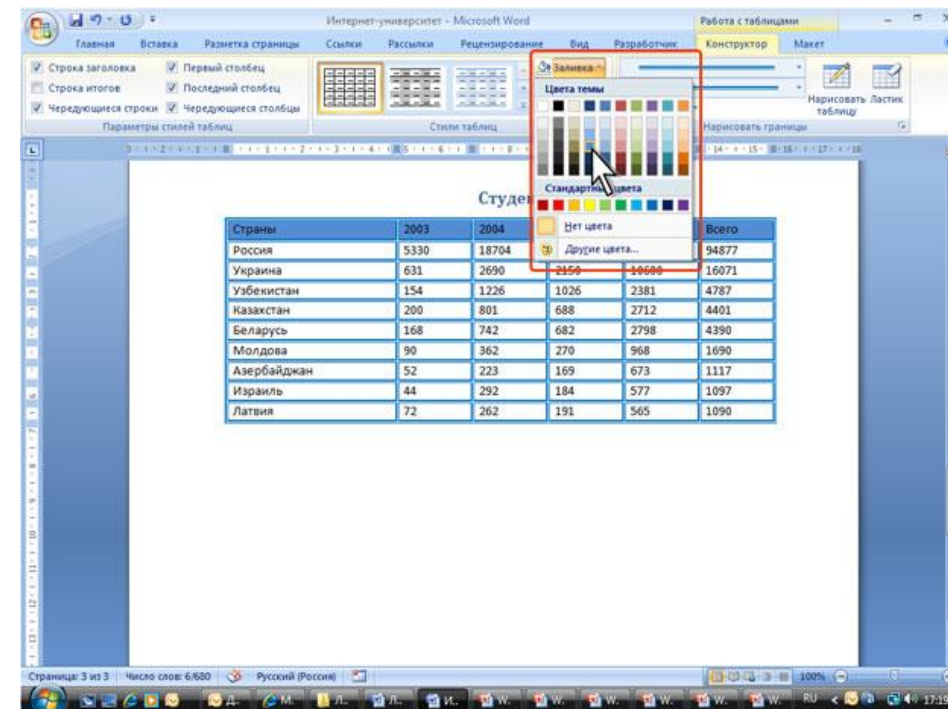 Интернет-университет - Microsoft Word Работа с таблицами
Главная Вставка Разметка страницы Ссылки Рассылки Рецензирование Вид Разработчик Конструктор Макет
Строка заголовка Первый столбец Заливка
Строка итогов Последний столбец
Чередующиеся строки Чередующиеся столбцы
Нарисовать таблицу Ластик
Параметры стилей таблиц Стили таблиц Нарисовать границы
Цвета темы
Стандартные цвета
Нет цвета
Другие цвета...
Студен
Страны 2003 2004 Всего
Россия 5330 18704 94877
Украина 631 2690 2150 10600 16071
Узбекистан 154 1226 1026 2381 4787
Казахстан 200 801 688 2712 4401
Беларусь 168 742 682 2798 4390
Молдова 90 362 270 968 1690
Азербайджан 52 223 169 673 1117
Израиль 44 292 184 577 1097
Латвия 72 262 191 565 1090
Страница: 3 из 3 Число слов: 6/680 Русский (Россия) 100%
Д.. М. Л.. Л.. И.. W. W. W. W. W. W. RU 17:19